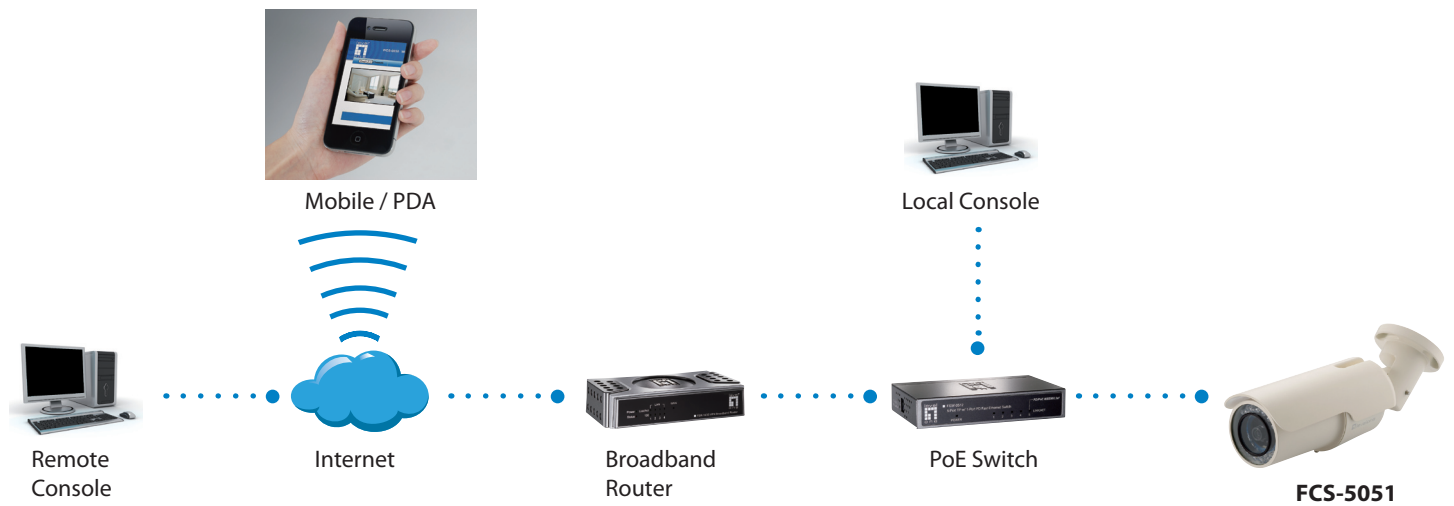 Mobile / PDA
Local Console
Remote
Console
Internet
Broadband
Router
PoE Switch
FCS-5051